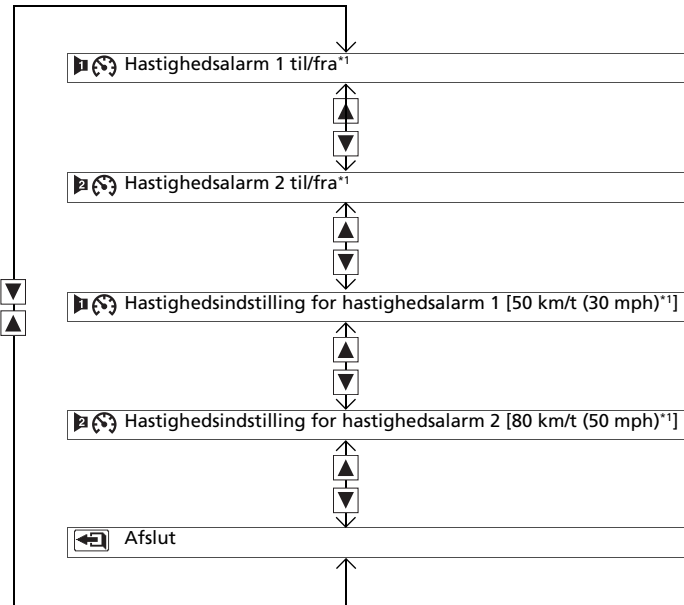 Hastighedsalarm 1 til/fra*1
Hastighedsalarm 2 til/fra*1
Hastighedsindstilling for hastighedsalarm 1 [50 km/t (30 mph)*1]
Hastighedsindstilling for hastighedsalarm 2 [80 km/t (50 mph)*1]
Afslut